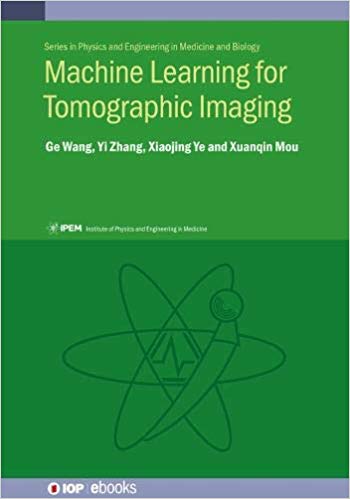 Series in Physics and Engineering in Medicine and Biology
Machine Learning for
Tomographic Imaging
Ge Wang, Yi Zhang, Xiaojing Ye and Xuanqin Mou
IPEM Institute of Physics and Engineering in Medicine
IOP | ebooks